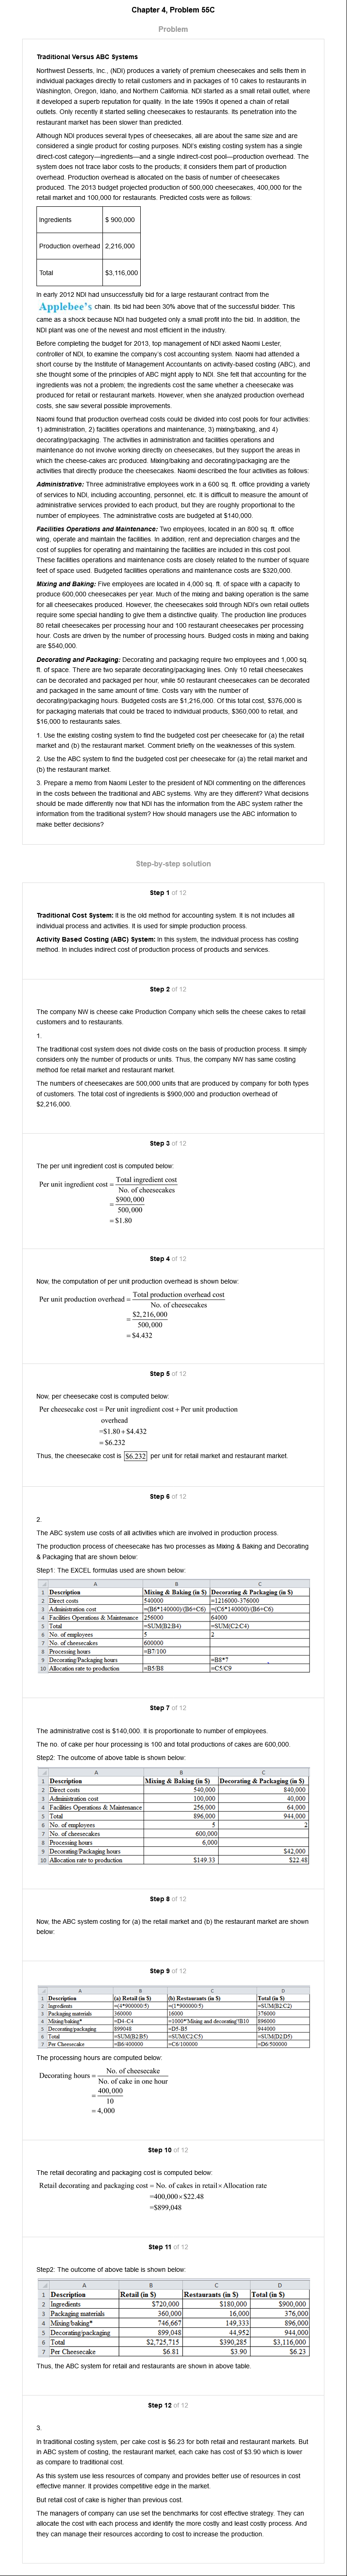 Chapter 4, Problem 55C
Problem
Traditional Versus ABC Systems
Northwest Desserts, Inc., (NDI) produces a variety of premium cheesecakes and sells them in
individual packages directly to retail customers and in packages of 10 cakes to restaurants in
Washington, Oregon, Idaho, and Northern California. NDI started as a small retail outlet, where
it developed a superb reputation for quality. In the late 1990s it opened a chain of retail
outlets. Only recently it started selling cheesecakes to restaurants. Its penetration into the
restaurant market has been slower than predicted.
Although NDI produces several types of cheesecakes, all are about the same size and are
considered a single product for costing purposes. NDI's existing costing system has a single
direct-cost category—ingredients—and a single indirect-cost pool—production overhead. The
system does not trace labor costs to the products; it considers them part of production
overhead. Production overhead is allocated on the basis of number of cheesecakes
produced. The 2013 budget projected production of 500,000 cheesecakes, 400,000 for the
retail market and 100,000 for restaurants. Predicted costs were as follows:
Ingredients $ 900,000
Production overhead 2,216,000
Total $3,116,000
In early 2012 NDI had unsuccessfully bid for a large restaurant contract from the
Applebee's chain. Its bid had been 30% above that of the successful bidder. This
came as a shock because NDI had budgeted only a small profit into the bid. In addition, the
NDI plant was one of the newest and most efficient in the industry.
Before completing the budget for 2013, top management of NDI asked Naomi Lester,
controller of NDI, to examine the company's cost accounting system. Naomi had attended a
short course by the Institute of Management Accountants on activity-based costing (ABC), and
she thought some of the principles of ABC might apply to NDI. She felt that accounting for the
ingredients was not a problem; the ingredients cost the same whether a cheesecake was
produced for retail or restaurant markets. However, when she analyzed production overhead
costs, she saw several possible improvements.
Naomi found that production overhead costs could be divided into cost pools for four activities:
1) administration, 2) facilities operations and maintenance, 3) mixing/baking, and 4)
decorating/packaging. The activities in administration and facilities operations and
maintenance do not involve working directly on cheesecakes, but they support the areas in
which the cheese-cakes arc produced. Mixing/baking and decorating/packaging are the
activities that directly produce the cheesecakes. Naomi described the four activities as follows:
Administrative: Three administrative employees work in a 600 sq. ft. office providing a variety
of services to NDI, including accounting, personnel, etc. It is difficult to measure the amount of
administrative services provided to each product, but they are roughly proportional to the
number of employees. The administrative costs are budgeted at $140,000.
Facilities Operations and Maintenance: Two employees, located in an 800 sq. ft. office
wing, operate and maintain the facilities. In addition, rent and depreciation charges and the
cost of supplies for operating and maintaining the facilities are included in this cost pool.
These facilities operations and maintenance costs are closely related to the number of square
feet of space used. Budgeted facilities operations and maintenance costs are $320,000.
Mixing and Baking: Five employees are located in 4,000 sq. ft. of space with a capacity to
produce 600,000 cheesecakes per year. Much of the mixing and baking operation is the same
for all cheesecakes produced. However, the cheesecakes sold through NDI's own retail outlets
require some special handling to give them a distinctive quality. The production line produces
80 retail cheesecakes per processing hour and 100 restaurant cheesecakes per processing
hour. Costs are driven by the number of processing hours. Budged costs in mixing and baking
are $540,000.
Decorating and Packaging: Decorating and packaging require two employees and 1,000 sq.
ft. of space. There are two separate decorating/packaging lines. Only 10 retail cheesecakes
can be decorated and packaged per hour, while 50 restaurant cheesecakes can be decorated
and packaged in the same amount of time. Costs vary with the number of
decorating/packaging hours. Budgeted costs are $1,216,000. Of this total cost, $376,000 is
for packaging materials that could be traced to individual products, $360,000 to retail, and
$16,000 to restaurants sales.
1. Use the existing costing system to find the budgeted cost per cheesecake for (a) the retail
market and (b) the restaurant market. Comment briefly on the weaknesses of this system.
2. Use the ABC system to find the budgeted cost per cheesecake for (a) the retail market and
(b) the restaurant market.
3. Prepare a memo from Naomi Lester to the president of NDI commenting on the differences
in the costs between the traditional and ABC systems. Why are they different? What decisions
should be made differently now that NDI has the information from the ABC system rather the
information from the traditional system? How should managers use the ABC information to
make better decisions?
Step-by-step solution
Step 1 of 12
Traditional Cost System: It is the old method for accounting system. It is not includes all
individual process and activities. It is used for simple production process.
Activity Based Costing (ABC) System: In this system, the individual process has costing
method. In includes indirect cost of production process of products and services.
Step 2 of 12
The company NW is cheese cake Production Company which sells the cheese cakes to retail
customers and to restaurants.
1.
The traditional cost system does not divide costs on the basis of production process. It simply
considers only the number of products or units. Thus, the company NW has same costing
method foe retail market and restaurant market.
The numbers of cheesecakes are 500,000 units that are produced by company for both types
of customers. The total cost of ingredients is $900,000 and production overhead of
$2,216,000.
Step 3 of 12
The per unit ingredient cost is computed below:
Per unit ingredient cost = Total ingredient cost
No. of cheesecakes
= $900,000
500,000
= $1.80
Step 4 of 12
Now, the computation of per unit production overhead is shown below:
Per unit production overhead = Total production overhead cost
No. of cheesecakes
= $2,216,000
500,000
= $4.432
Step 5 of 12
Now, per cheesecake cost is computed below:
Per cheesecake cost = Per unit ingredient cost + Per unit production
overhead
=$1.80+$4.432
= $6.232
Thus, the cheesecake cost is $6.232 per unit for retail market and restaurant market.
Step 6 of 12
2.
The ABC system use costs of all activities which are involved in production process.
The production process of cheesecake has two processes as Mixing & Baking and Decorating
& Packaging that are shown below:
Step1: The EXCEL formulas used are shown below:
A B C
1 Description Mixing & Baking (in $) Decorating & Packaging (in $)
2 Direct costs 540000 =1216000-376000
3 Administration cost =(B6*140000)/(B6+C6) =(C6*140000)/(B6+C6)
4 Facilities Operations & Maintenance 256000 64000
5 Total =SUM(B2:B4) =SUM(C2:C4)
6 No. of employees 5 2
7 No. of cheesecakes 600000
8 Processing hours =B7/100
9 Decorating/Packaging hours =B8*7
10 Allocation rate to production =B5/B8 =C5/C9
Step 7 of 12
The administrative cost is $140,000. It is proportionate to number of employees.
The no. of cake per hour processing is 100 and total productions of cakes are 600,000.
Step2: The outcome of above table is shown below:
A B C
1 Description Mixing & Baking (in $) Decorating & Packaging (in $)
2 Direct costs 540,000 840,000
3 Administration cost 100,000 40,000
4 Facilities Operations & Maintenance 256,000 64,000
5 Total 896,000 944,000
6 No. of employees 5 2
7 No. of cheesecakes 600,000
8 Processing hours 6,000
9 Decorating/Packaging hours $42,000
10 Allocation rate to production $149.33 $22.48
Step 8 of 12
Now, the ABC system costing for (a) the retail market and (b) the restaurant market are shown
below:
Step 9 of 12
A B C D
1 Description (a) Retail (in $) (b) Restaurants (in $) Total (in $)
2 Ingredients =(4*900000/5) =(1*900000/5) =SUM(B2:C2)
3 Packaging materials 360000 16000 376000
4 Mixing/baking* =D4-C4 =1000*'Mixing and decorating'!B10 896000
5 Decorating/packaging 899048 =D5-B5 944000
6 Total =SUM(B2:B5) =SUM(C2:C5) =SUM(D2:D5)
7 Per Cheesecake =B6/400000 =C6/100000 =D6/500000
The processing hours are computed below:
Decorating hours = No. of cheesecake
No. of cake in one hour
= 400,000
10
= 4,000
Step 10 of 12
The retail decorating and packaging cost is computed below:
Retail decorating and packaging cost = No. of cakes in retail × Allocation rate
=400,000×$22.48
=$899,048
Step 11 of 12
Step2: The outcome of above table is shown below:
A B C D
1 Description Retail (in $) Restaurants (in $) Total (in $)
2 Ingredients $720,000 $180,000 $900,000
3 Packaging materials 360,000 16,000 376,000
4 Mixing/baking* 746,667 149,333 896,000
5 Decorating/packaging 899,048 44,952 944,000
6 Total $2,725,715 $390,285 $3,116,000
7 Per Cheesecake $6.81 $3.90 $6.23
Thus, the ABC system for retail and restaurants are shown in above table.
Step 12 of 12
3.
In traditional costing system, per cake cost is $6.23 for both retail and restaurant markets. But
in ABC system of costing, the restaurant market, each cake has cost of $3.90 which is lower
as compare to traditional cost.
As this system use less resources of company and provides better use of resources in cost
effective manner. It provides competitive edge in the market.
But retail cost of cake is higher than previous cost.
The managers of company can use set the benchmarks for cost effective strategy. They can
allocate the cost with each process and identify the more costly and least costly process. And
they can manage their resources according to cost to increase the production.